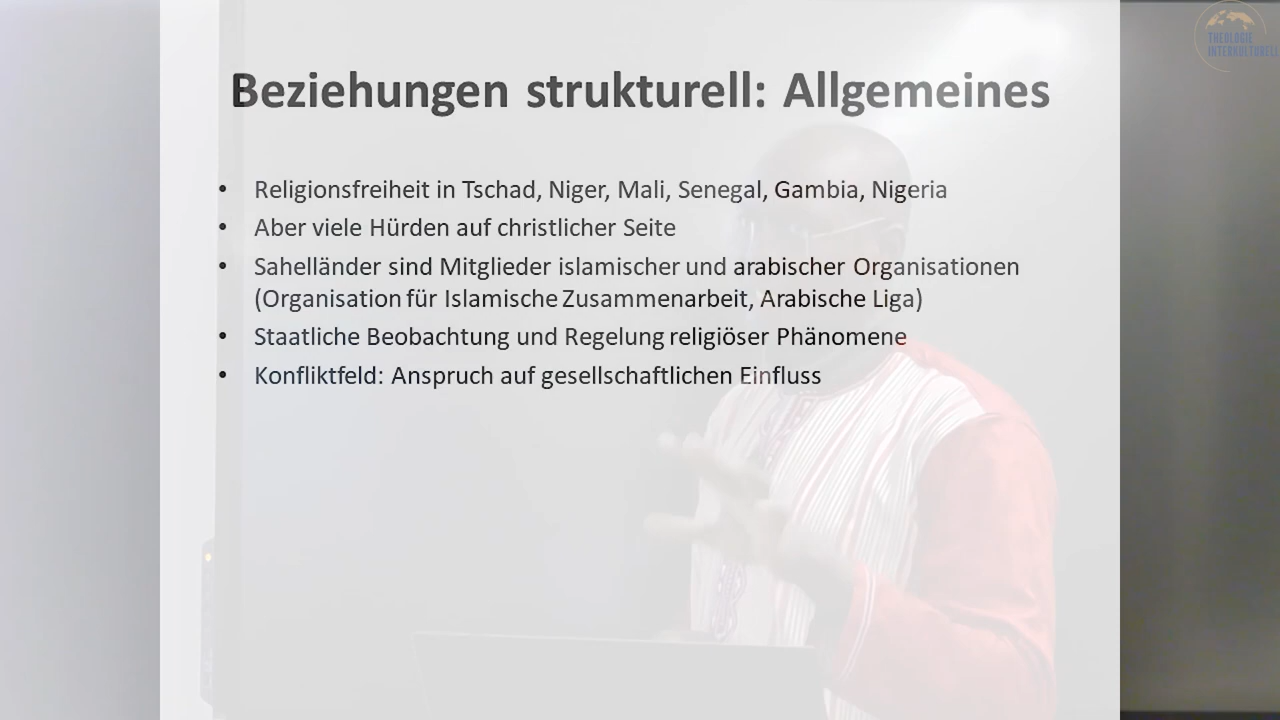 THEOLOGIE
INTERKULTURELL
Beziehungen strukturell: Allgemeines
• Religionsfreiheit in Tschad, Niger, Mali, Senegal, Gambia, Nigeria
• Aber viele Hürden auf christlicher Seite
• Sahelländer sind Mitglieder islamischer und arabischer Organisationen
(Organisation für Islamische Zusammenarbeit, Arabische Liga)
• Staatliche Beobachtung und Regelung religiöser Phänomene
• Konfliktfeld: Anspruch auf gesellschaftlichen Einfluss